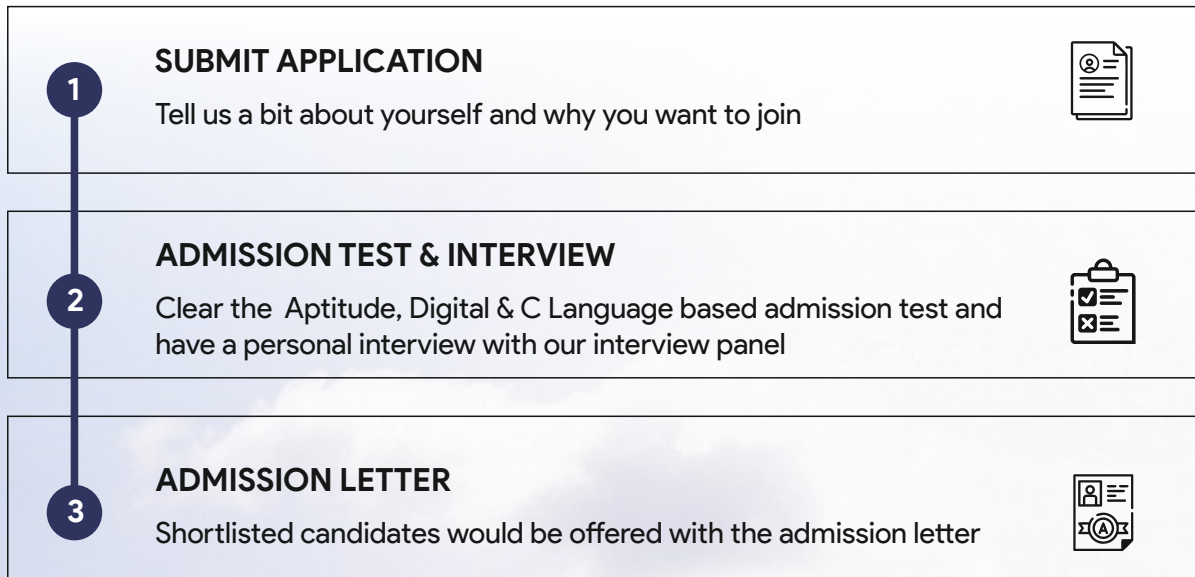 1
SUBMIT APPLICATION
Tell us a bit about yourself and why you want to join
2
ADMISSION TEST & INTERVIEW
Clear the  Aptitude, Digital & C Language based admission test and
have a personal interview with our interview panel
3
ADMISSION LETTER
Shortlisted candidates would be offered with the admission letter
A